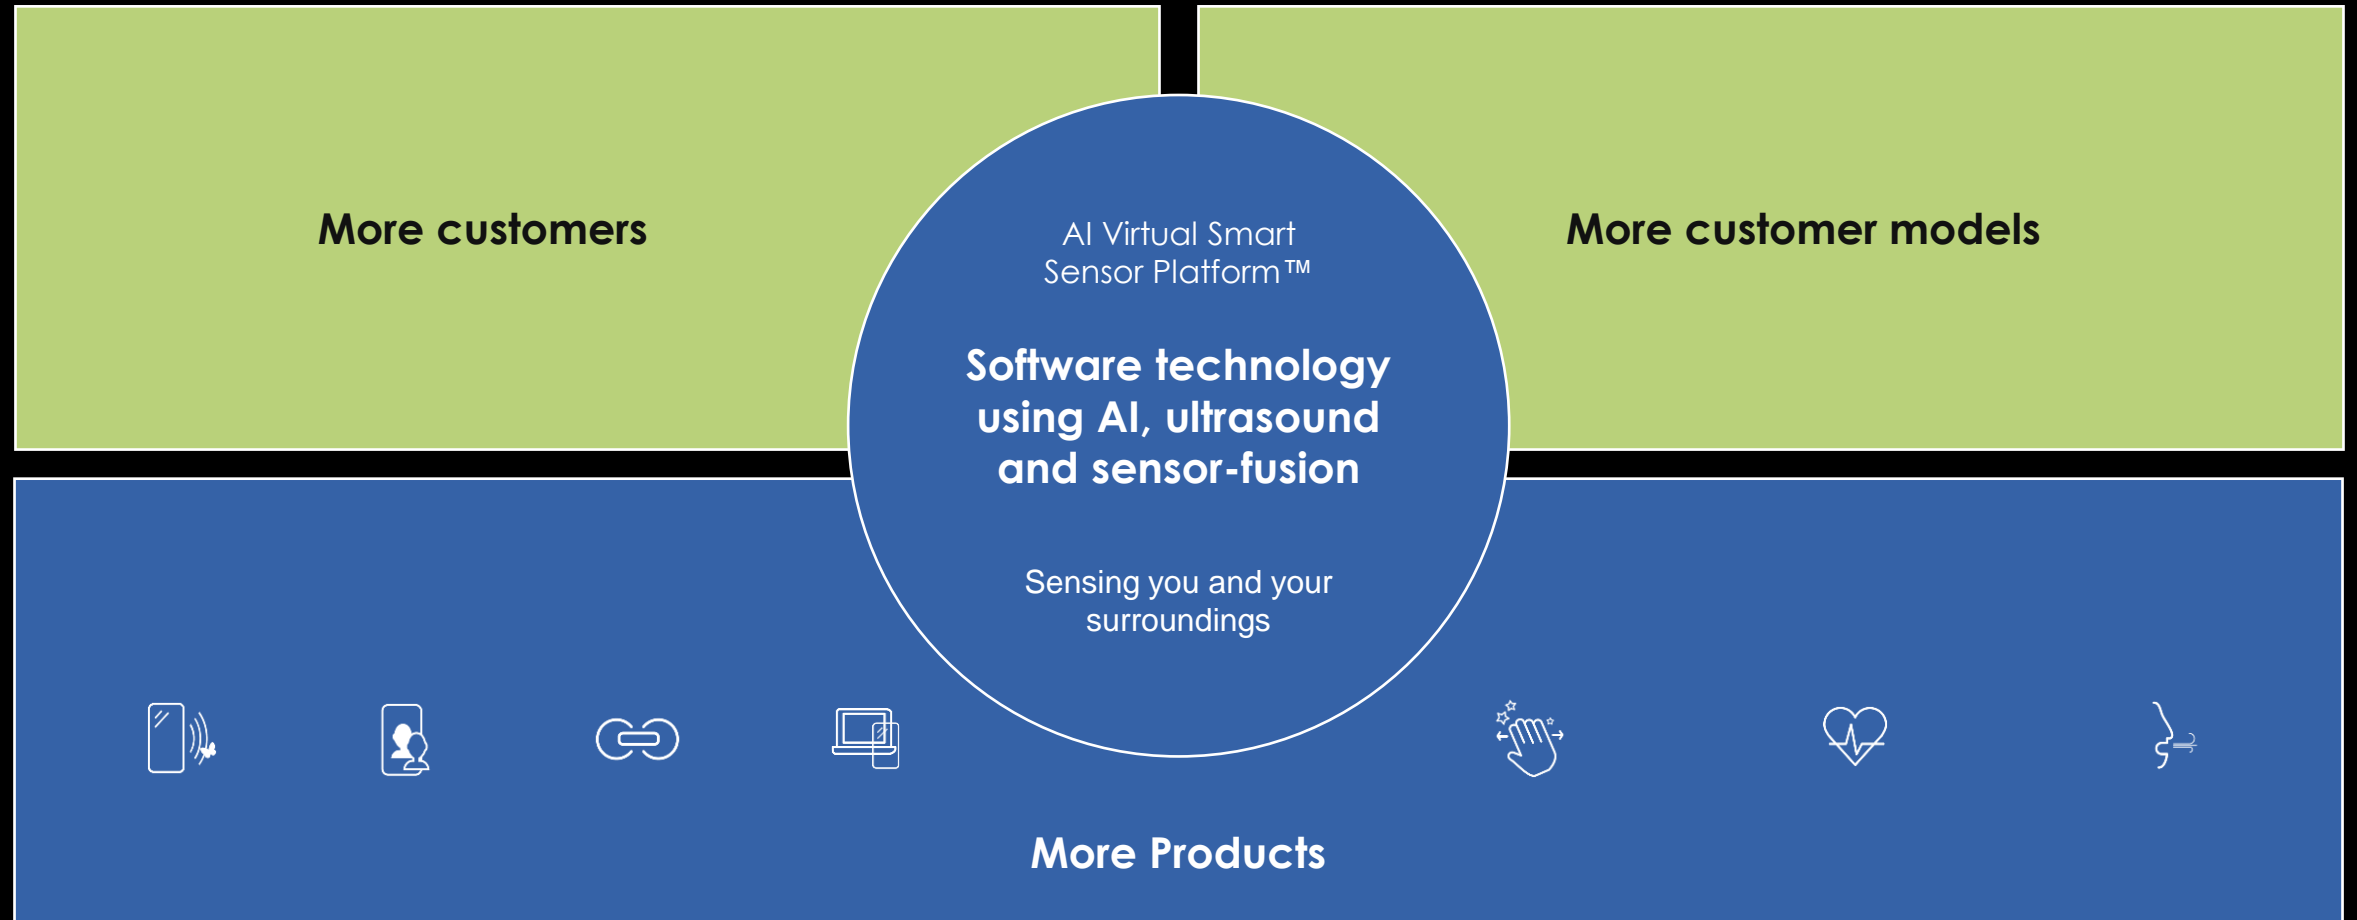 More customers
More customer models
AI Virtual Smart
Sensor Platform™
Software technology
using AI, ultrasound
and sensor-fusion
Sensing you and your
surroundings
More Products